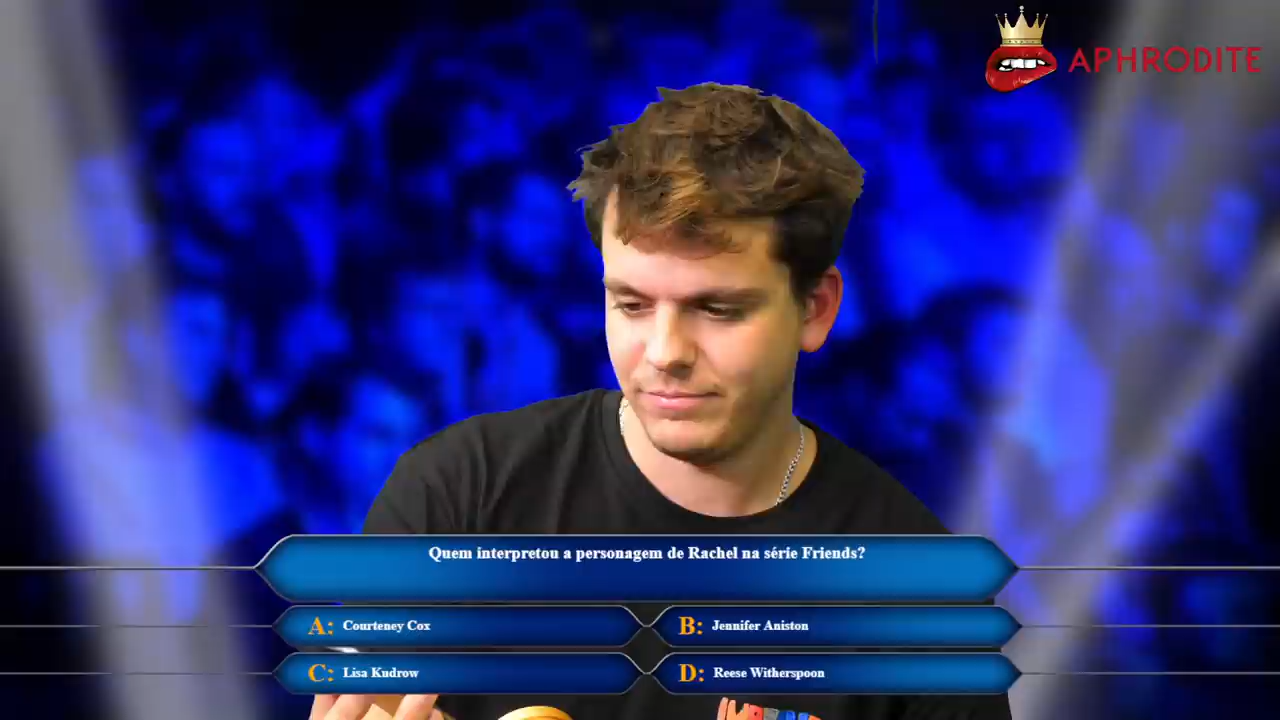 APHRODITE
Quem interpretou a personagem de Rachel na série Friends?
A: Courteney Cox
B: Jennifer Aniston
C: Lisa Kudrow
D: Reese Witherspoon